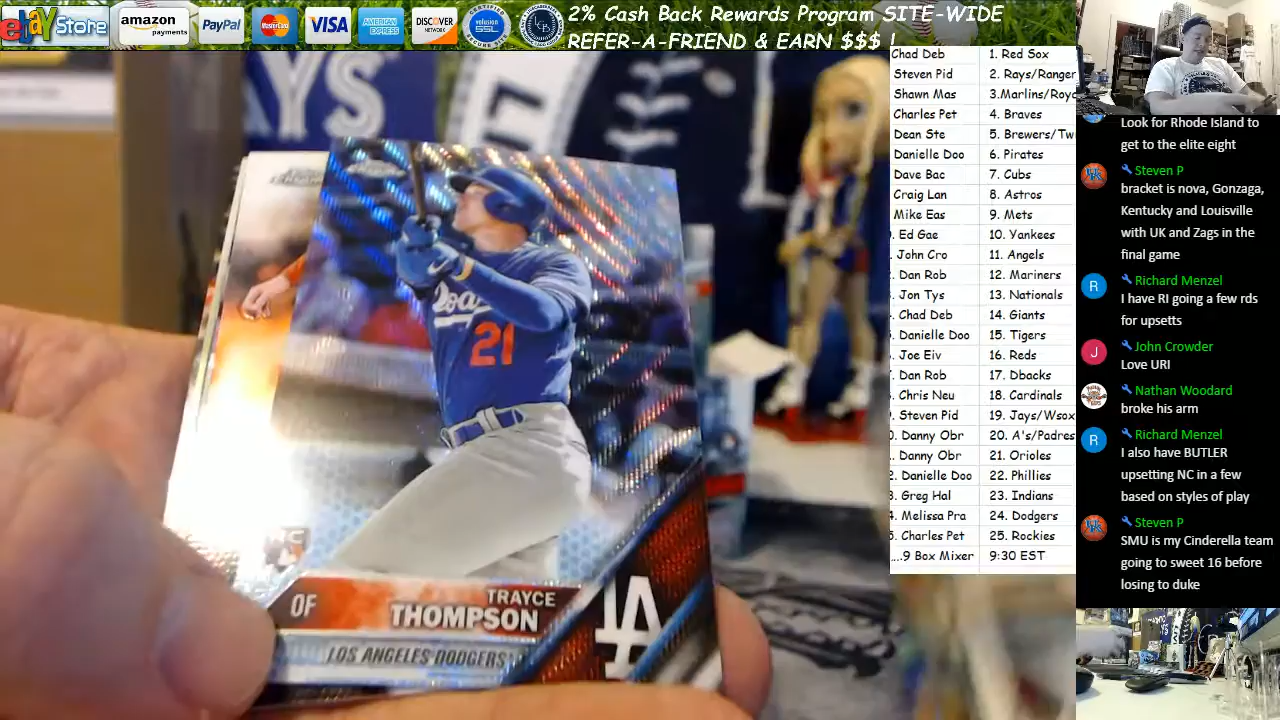 ebay Store
amazon payments
PayPal
MasterCard
VISA
AMERICAN EXPRESS
DISCOVER NETWORK
volusion SSL
2% Cash Back Rewards Program SITE-WIDE
REFER-A-FRIEND & EARN $$$ !
Chad Deb 1. Red Sox
Steven Pid 2. Rays/Ranger
Shawn Mas 3.Marlins/Roya
Charles Pet 4. Braves
Dean Ste 5. Brewers/Tw
Danielle Doo 6. Pirates
Dave Bac 7. Cubs
Craig Lan 8. Astros
Mike Eas 9. Mets
. Ed Gae 10. Yankees
. John Cro 11. Angels
. Dan Rob 12. Mariners
. Jon Tys 13. Nationals
. Chad Deb 14. Giants
. Danielle Doo 15. Tigers
. Joe Eiv 16. Reds
. Dan Rob 17. Dbacks
. Chris Neu 18. Cardinals
. Steven Pid 19. Jays/Wsox
. Danny Obr 20. A's/Padres
. Danny Obr 21. Orioles
. Danielle Doo 22. Phillies
. Greg Hal 23. Indians
. Melissa Pra 24. Dodgers
. Charles Pet 25. Rockies
....9 Box Mixer 9:30 EST
Look for Rhode Island to
get to the elite eight
Steven P
bracket is nova, Gonzaga,
Kentucky and Louisville
with UK and Zags in the
final game
R
Richard Menzel
I have RI going a few rds
for upsetts
J
John Crowder
Love URI
Nathan Woodard
broke his arm
R
Richard Menzel
I also have BUTLER
upsetting NC in a few
based on styles of play
Steven P
SMU is my Cinderella team
going to sweet 16 before
losing to duke
AYS
21
OF
TRAYCE
THOMPSON
LOS ANGELES DODGERS
LA